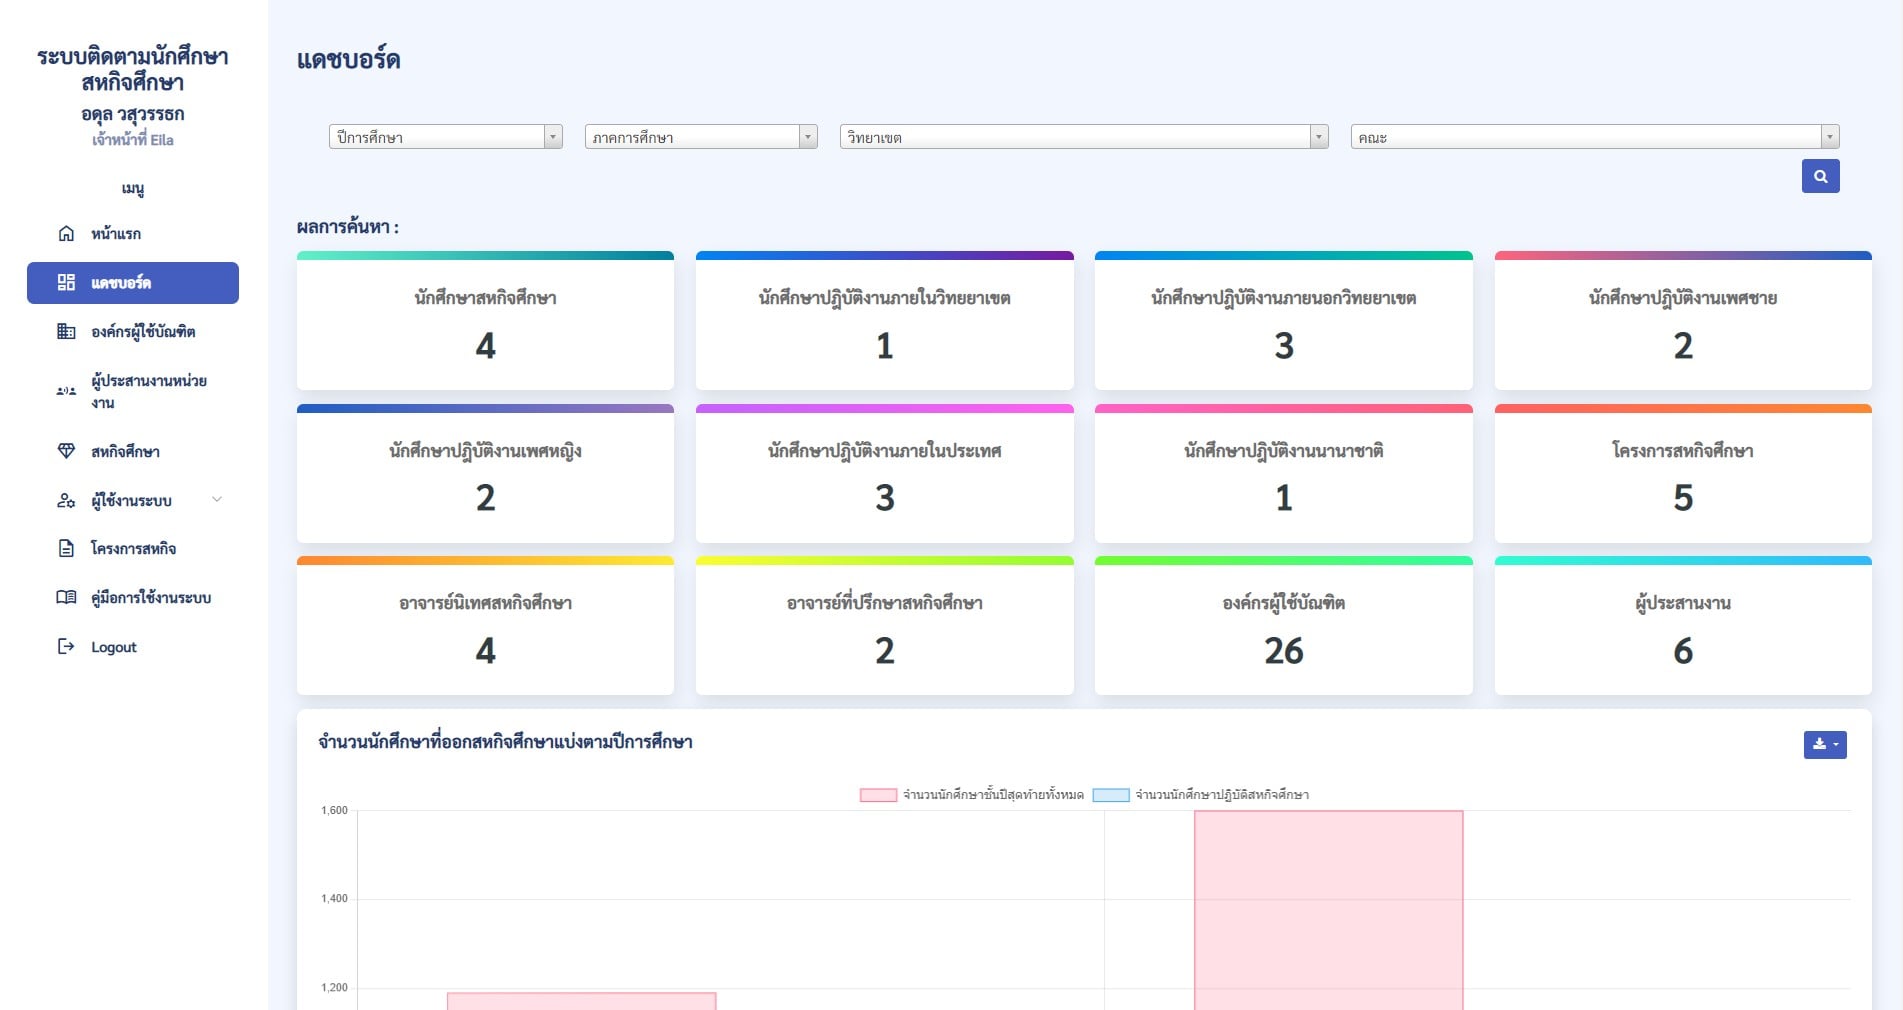 ระบบติดตามนักศึกษา
สหกิจศึกษา
อดุล วสุวรรธก
เจ้าหน้าที่ Eila
เมนู
หน้าแรก
แดชบอร์ด
องค์กรผู้ใช้บัณฑิต
ผู้ประสานงานหน่วย
งาน
สหกิจศึกษา
ผู้ใช้งานระบบ
โครงการสหกิจ
คู่มือการใช้งานระบบ
Logout
แดชบอร์ด
ปีการศึกษา
ภาคการศึกษา
วิทยาเขต
คณะ
ผลการค้นหา :
นักศึกษาสหกิจศึกษา
4
นักศึกษาปฎิบัติงานภายในวิทยยาเขต
1
นักศึกษาปฎิบัติงานภายนอกวิทยยาเขต
3
นักศึกษาปฎิบัติงานเพศชาย
2
นักศึกษาปฎิบัติงานเพศหญิง
2
นักศึกษาปฎิบัติงานภายในประเทศ
3
นักศึกษาปฎิบัติงานนานาชาติ
1
โครงการสหกิจศึกษา
5
อาจารย์นิเทศสหกิจศึกษา
4
อาจารย์ที่ปรึกษาสหกิจศึกษา
2
องค์กรผู้ใช้บัณฑิต
26
ผู้ประสานงาน
6
จำนวนนักศึกษาที่ออกสหกิจศึกษาแบ่งตามปีการศึกษา
จำนวนนักศึกษาชั้นปีสุดท้ายทั้งหมด
จำนวนนักศึกษาปฏิบัติสหกิจศึกษา
1,600
1,400
1,200